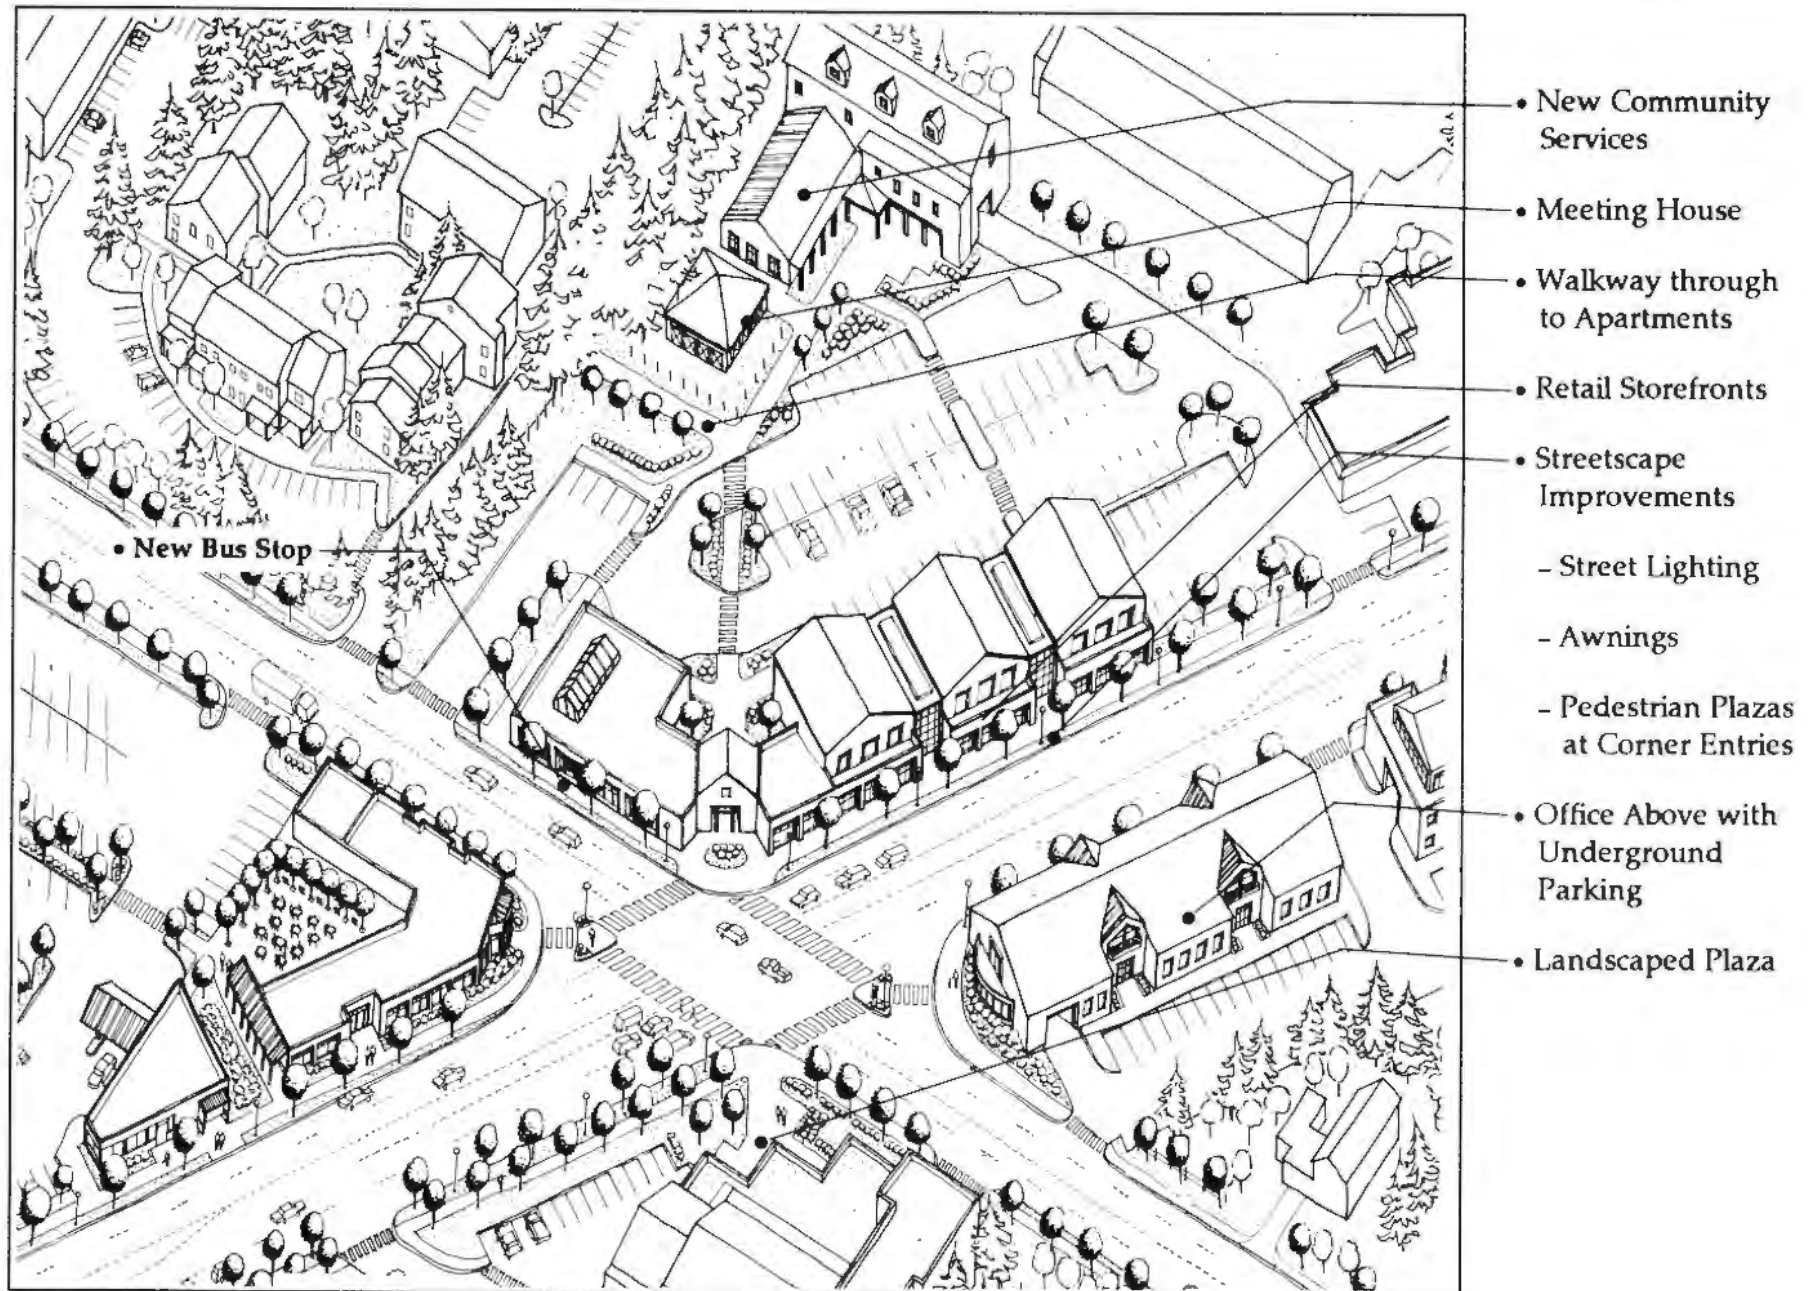 • New Community
Services
• Meeting House
• Walkway through
to Apartments
• Retail Storefronts
• Streetscape
Improvements
– Street Lighting
– Awnings
– Pedestrian Plazas
at Corner Entries
• Office Above with
Underground
Parking
• Landscaped Plaza
• New Bus Stop